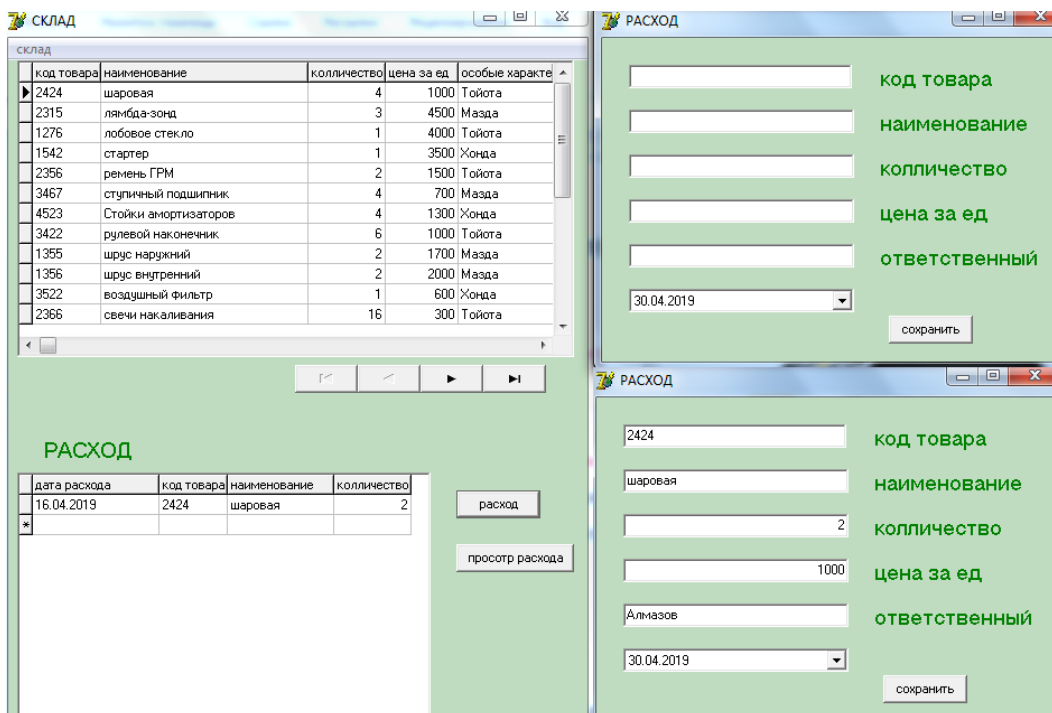 СКЛАД
склад
код товара наименование колличество цена за ед особые характе
2424 шаровая 4 1000 Тойота
2315 лямбда-зонд 3 4500 Мазда
1276 лобовое стекло 1 4000 Тойота
1542 стартер 1 3500 Хонда
2356 ремень ГРМ 2 1500 Тойота
3467 ступичный подшипник 4 700 Мазда
4523 Стойки амортизаторов 4 1300 Хонда
3422 рулевой наконечник 6 1000 Тойота
1355 шрус наружний 2 1700 Мазда
1356 шрус внутренний 2 2000 Мазда
3522 воздушный фильтр 1 600 Хонда
2366 свечи накаливания 16 300 Тойота
РАСХОД
дата расхода код товара наименование колличество
16.04.2019 2424 шаровая 2
расход
просотр расхода
РАСХОД
код товара
наименование
колличество
цена за ед
ответственный
30.04.2019
сохранить
РАСХОД
2424 код товара
шаровая наименование
2 колличество
1000 цена за ед
Алмазов ответственный
30.04.2019
сохранить